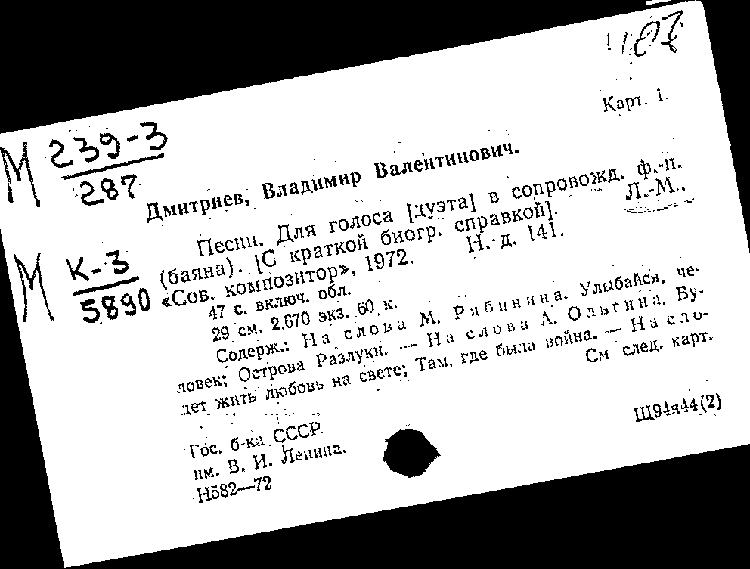 Карт. 1.
М 239-3
287
Дмитриев, Владимир Валентинович.
Песни. Для голоса [дуэта] в сопровожд. ф.-п.
(баяна). [С краткой биогр. справкой]. Л.-М.,
«Сов. композитор», 1972. Н. д. 141.
М К-3
5890
47 с. включ. обл.
29 см. 2.670 экз. 60 к.
Содерж.: На слова М. Рябинина. Улыбайся, че-
ловек; Острова Разлуки. — На слова А. Ольгина. Бу-
дет жить любовь на свете; Там, где была война. — На сло-
См след. карт.
Гос. б-ка СССР
им. В. И. Ленина.
Н582—72
Щ94я44(2)